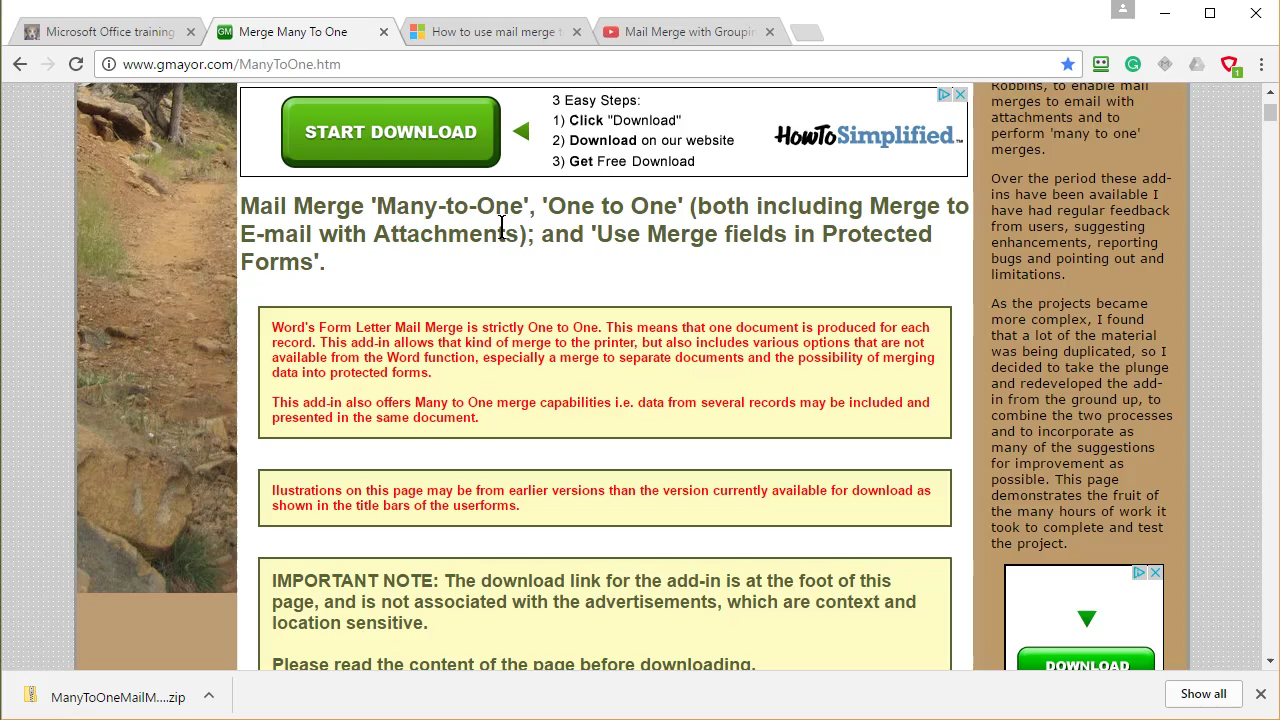 Microsoft Office training
Merge Many To One
How to use mail merge t
Mail Merge with Groupin
www.gmayor.com/ManyToOne.htm
1
START DOWNLOAD
3 Easy Steps:
1) Click "Download"
2) Download on our website
3) Get Free Download
HowToSimplified™
Mail Merge 'Many-to-One', 'One to One' (both including Merge to
E-mail with Attachments); and 'Use Merge fields in Protected
Forms'.
Word's Form Letter Mail Merge is strictly One to One. This means that one document is produced for each
record. This add-in allows that kind of merge to the printer, but also includes various options that are not
available from the Word function, especially a merge to separate documents and the possibility of merging
data into protected forms.
This add-in also offers Many to One merge capabilities i.e. data from several records may be included and
presented in the same document.
Ilustrations on this page may be from earlier versions than the version currently available for download as
shown in the title bars of the userforms.
IMPORTANT NOTE: The download link for the add-in is at the foot of this
page, and is not associated with the advertisements, which are context and
location sensitive.
Please read the content of the page before downloading.
Robbins, to enable mail
merges to email with
attachments and to
perform 'many to one'
merges.
Over the period these add-
ins have been available I
have had regular feedback
from users, suggesting
enhancements, reporting
bugs and pointing out and
limitations.
As the projects became
more complex, I found
that a lot of the material
was being duplicated, so I
decided to take the plunge
and redeveloped the add-
in from the ground up, to
combine the two processes
and to incorporate as
many of the suggestions
for improvement as
possible. This page
demonstrates the fruit of
the many hours of work it
took to complete and test
the project.
DOWNLOAD
ManyToOneMailM....zip
Show all